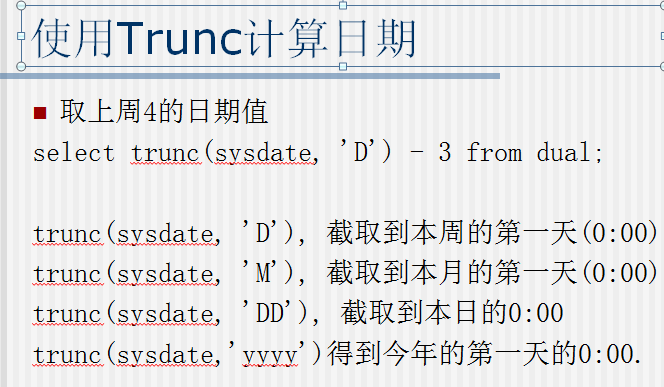 使用Trunc计算日期
取上周4的日期值
select trunc(sysdate, 'D') - 3 from dual;
trunc(sysdate, 'D'), 截取到本周的第一天(0:00)
trunc(sysdate, 'M'), 截取到本月的第一天(0:00)
trunc(sysdate, 'DD'), 截取到本日的0:00
trunc(sysdate,'yyyy')得到今年的第一天的0:00.